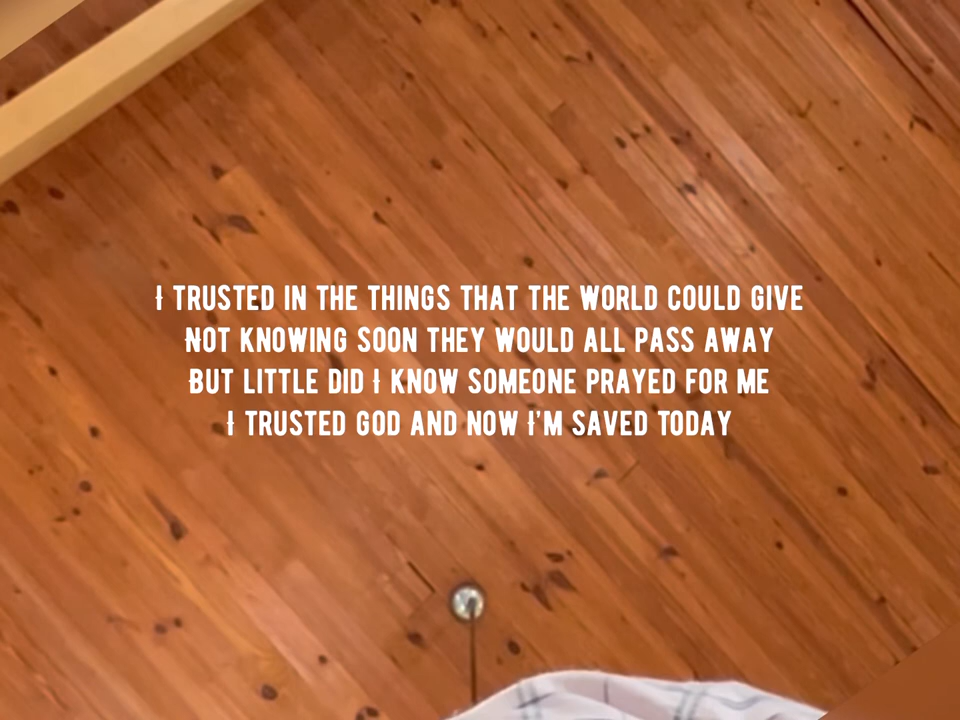 I TRUSTED IN THE THINGS THAT THE WORLD COULD GIVE
NOT KNOWING SOON THEY WOULD ALL PASS AWAY
BUT LITTLE DID I KNOW SOMEONE PRAYED FOR ME
I TRUSTED GOD AND NOW I'M SAVED TODAY